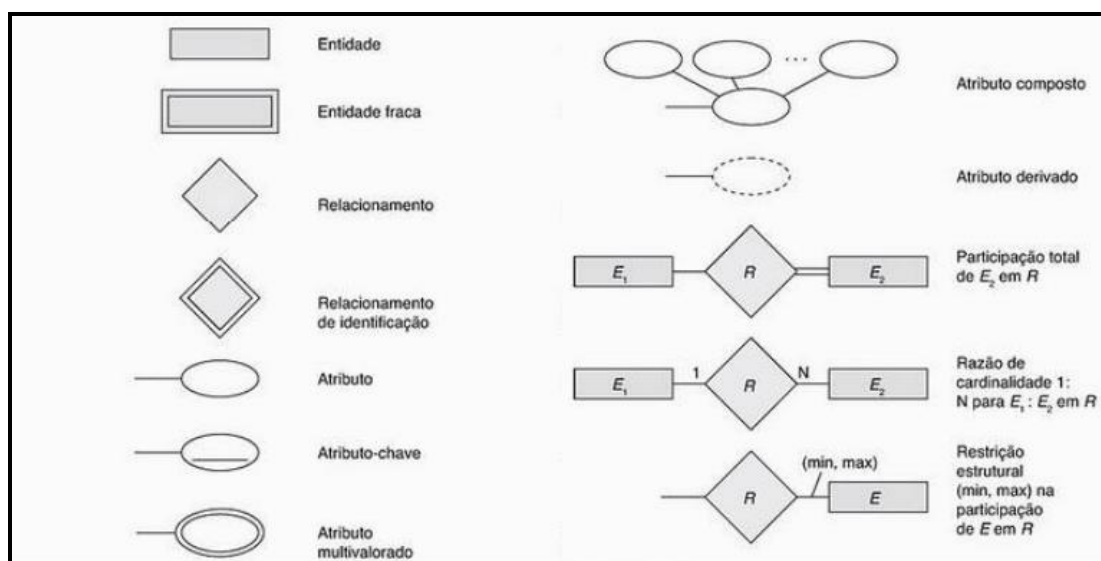 Entidade
Entidade fraca
Relacionamento
Relacionamento
de identificação
Atributo
Atributo-chave
Atributo
multivalorado
Atributo composto
Atributo derivado
E₁ R E₂
Participação total
de E₂ em R
E₁ 1 R N E₂
Razão de
cardinalidade 1:
N para E₁ : E₂ em R
(min, max)
R E
Restrição
estrutural
(min, max) na
participação
de E em R